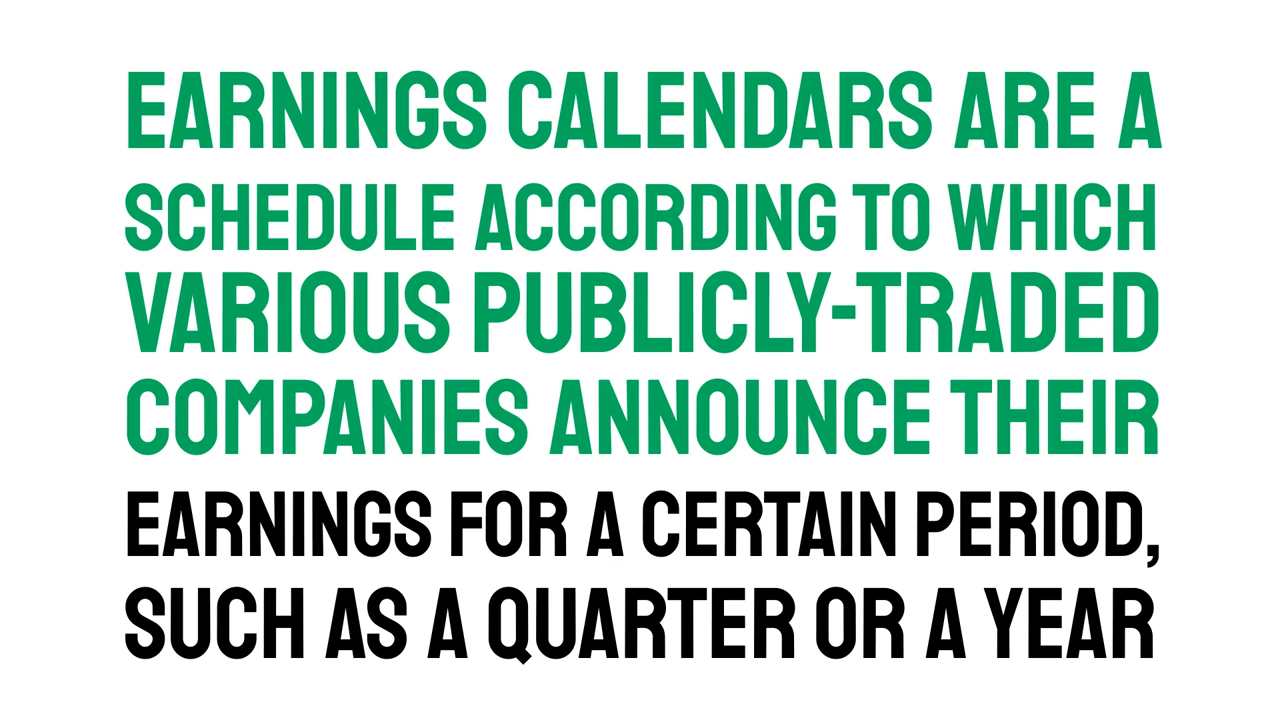 EARNINGS CALENDARS ARE A
SCHEDULE ACCORDING TO WHICH
VARIOUS PUBLICLY-TRADED
COMPANIES ANNOUNCE THEIR
EARNINGS FOR A CERTAIN PERIOD,
SUCH AS A QUARTER OR A YEAR